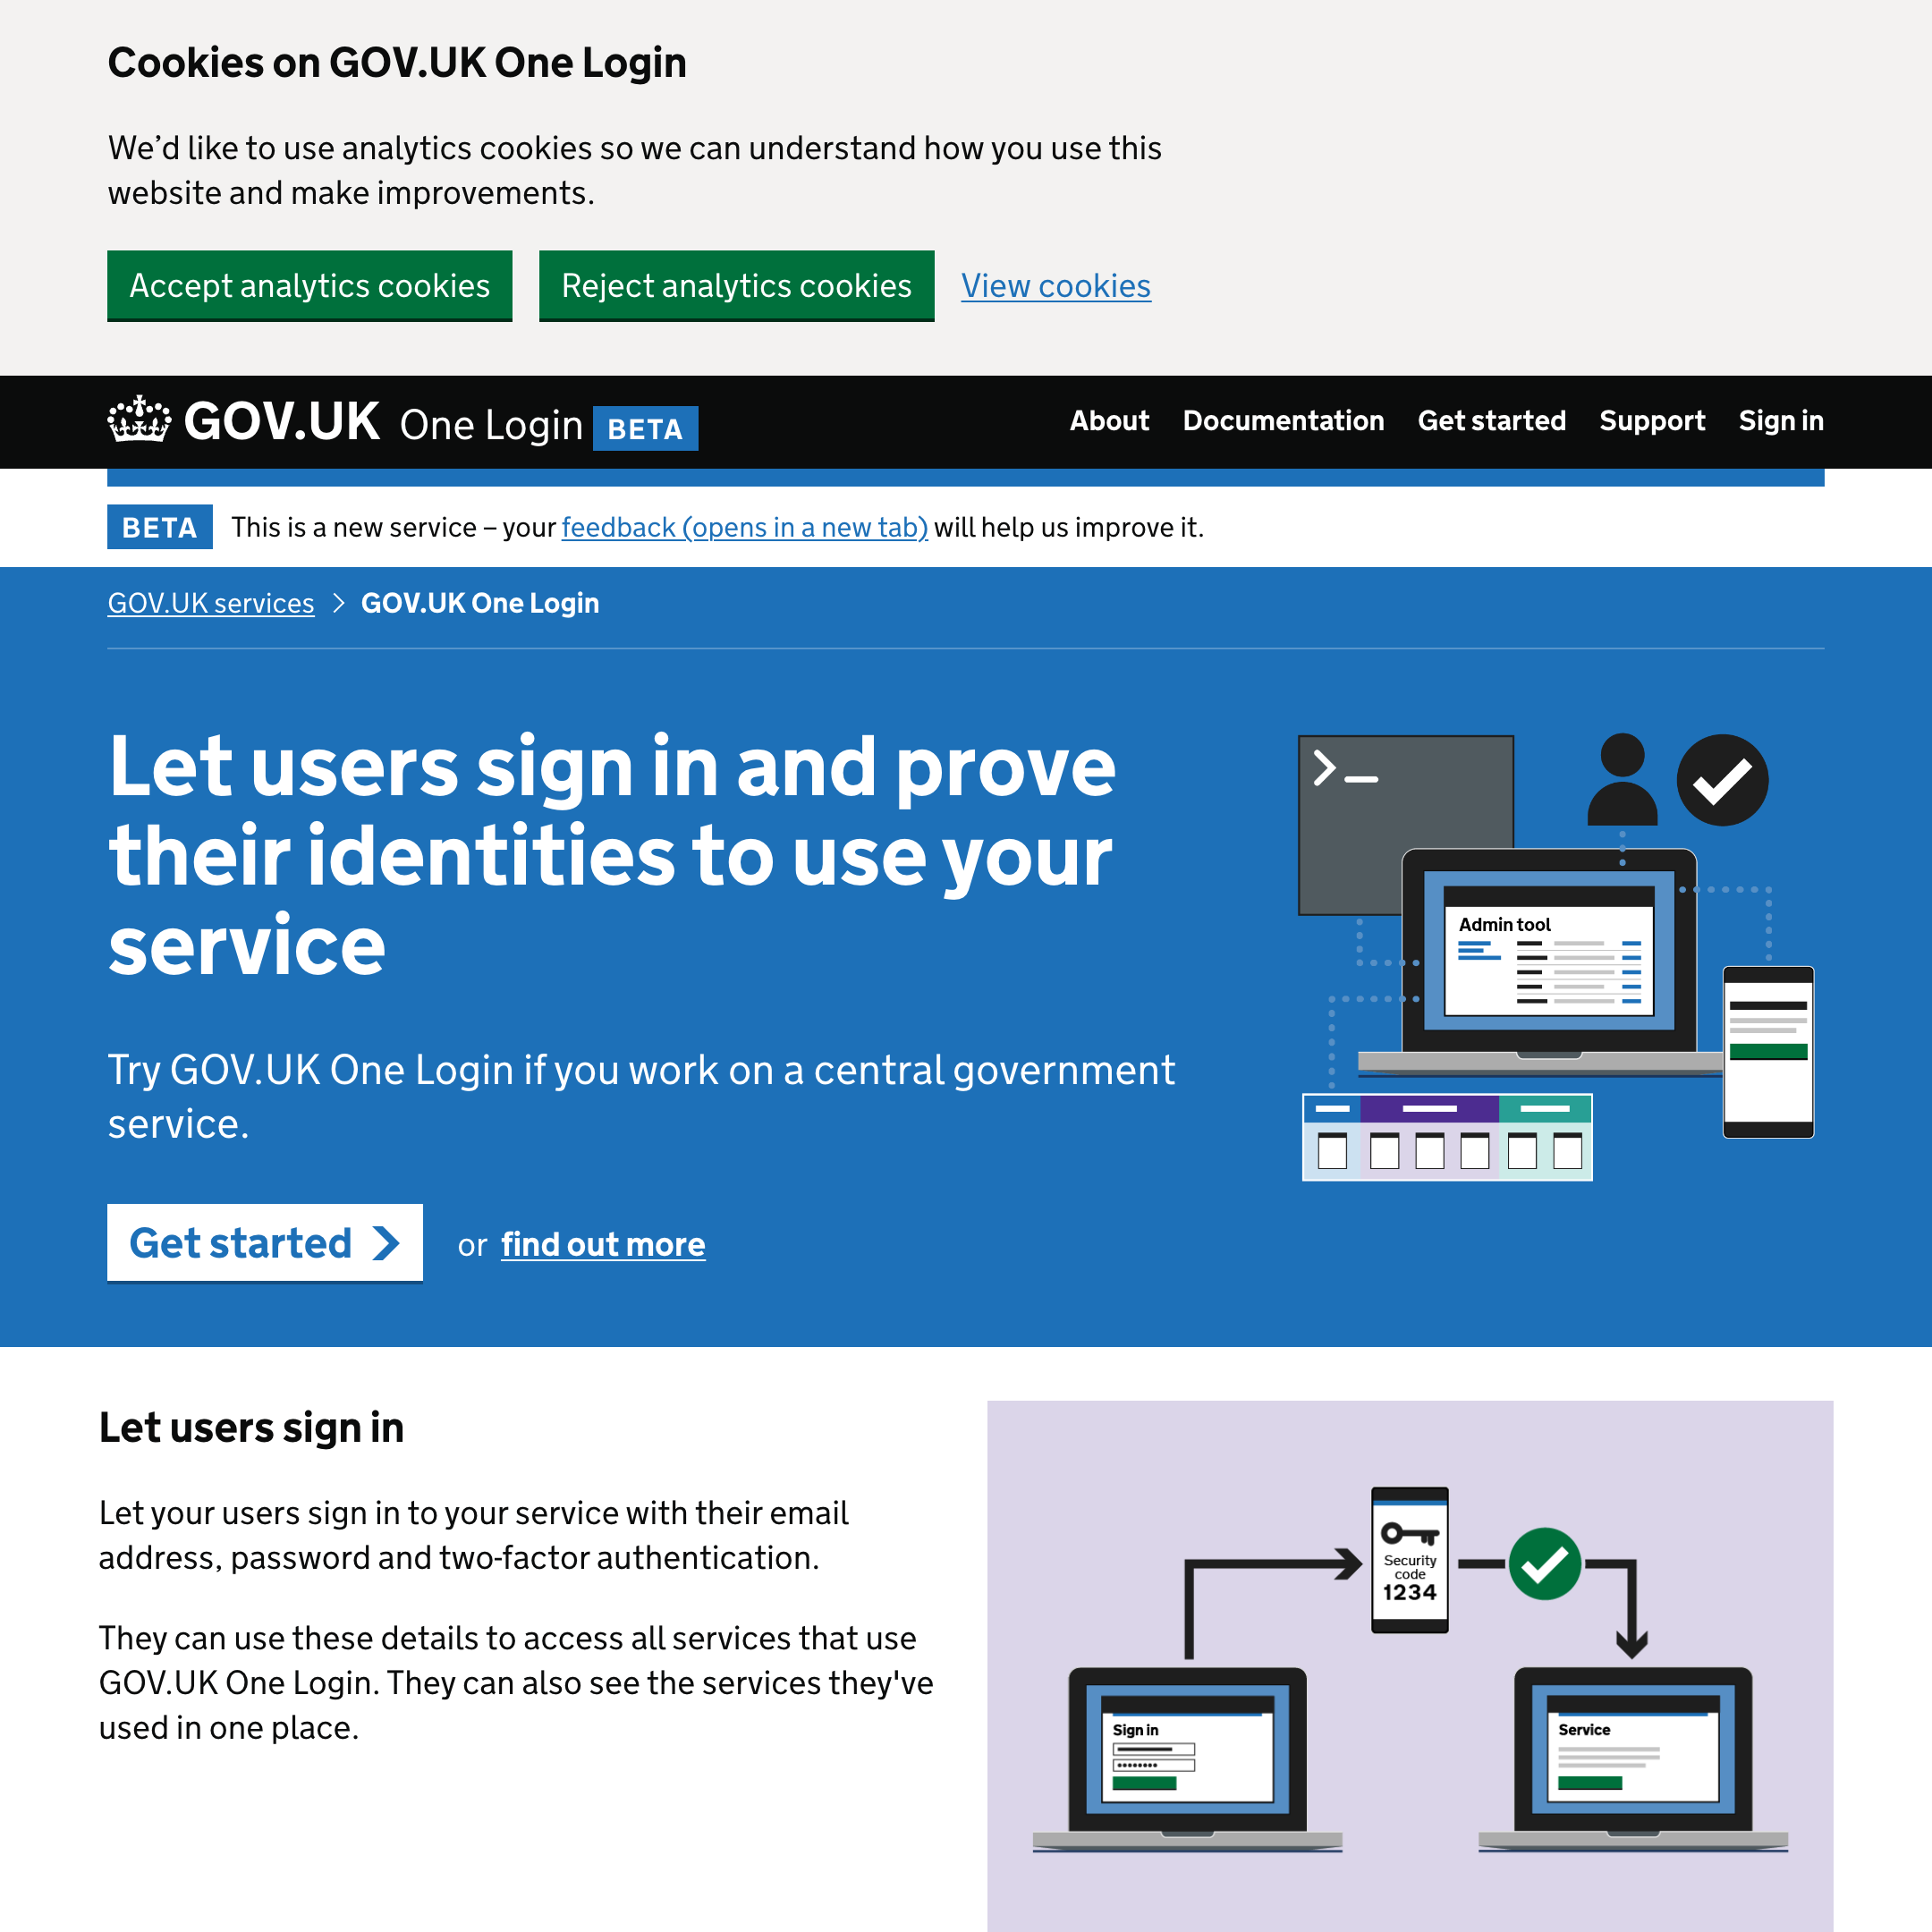 Cookies on GOV.UK One Login
We’d like to use analytics cookies so we can understand how you use this
website and make improvements.
Accept analytics cookies Reject analytics cookies View cookies
GOV.UK One Login BETA About Documentation Get started Support Sign in
BETA This is a new service – your feedback (opens in a new tab) will help us improve it.
GOV.UK services GOV.UK One Login
Let users sign in and prove
their identities to use your
service
Admin tool
Try GOV.UK One Login if you work on a central government
service.
Get started or find out more
Let users sign in
Let your users sign in to your service with their email
address, password and two-factor authentication.
They can use these details to access all services that use
GOV.UK One Login. They can also see the services they've
used in one place.
Security
code
1234
Sign in
Service